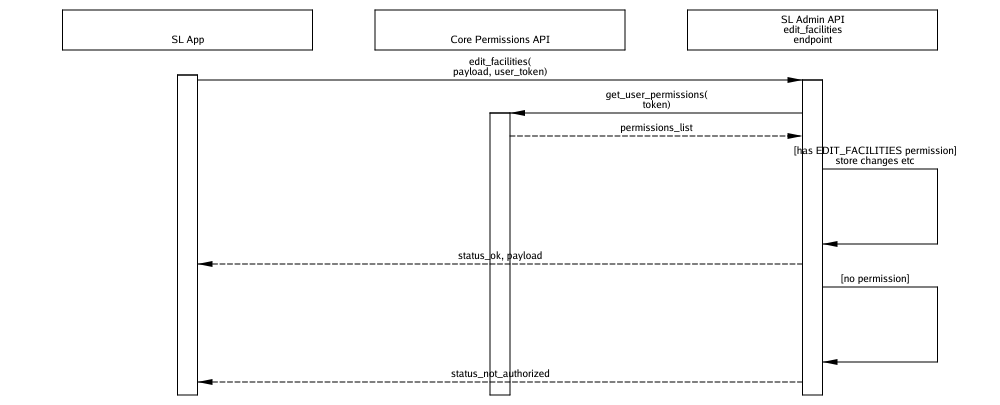 SL App
Core Permissions API
SL Admin API
edit_facilities
endpoint
edit_facilities(
payload, user_token)
get_user_permissions(
token)
permissions_list
[has EDIT_FACILITIES permission]
store changes etc
status_ok, payload
[no permission]
status_not_authorized